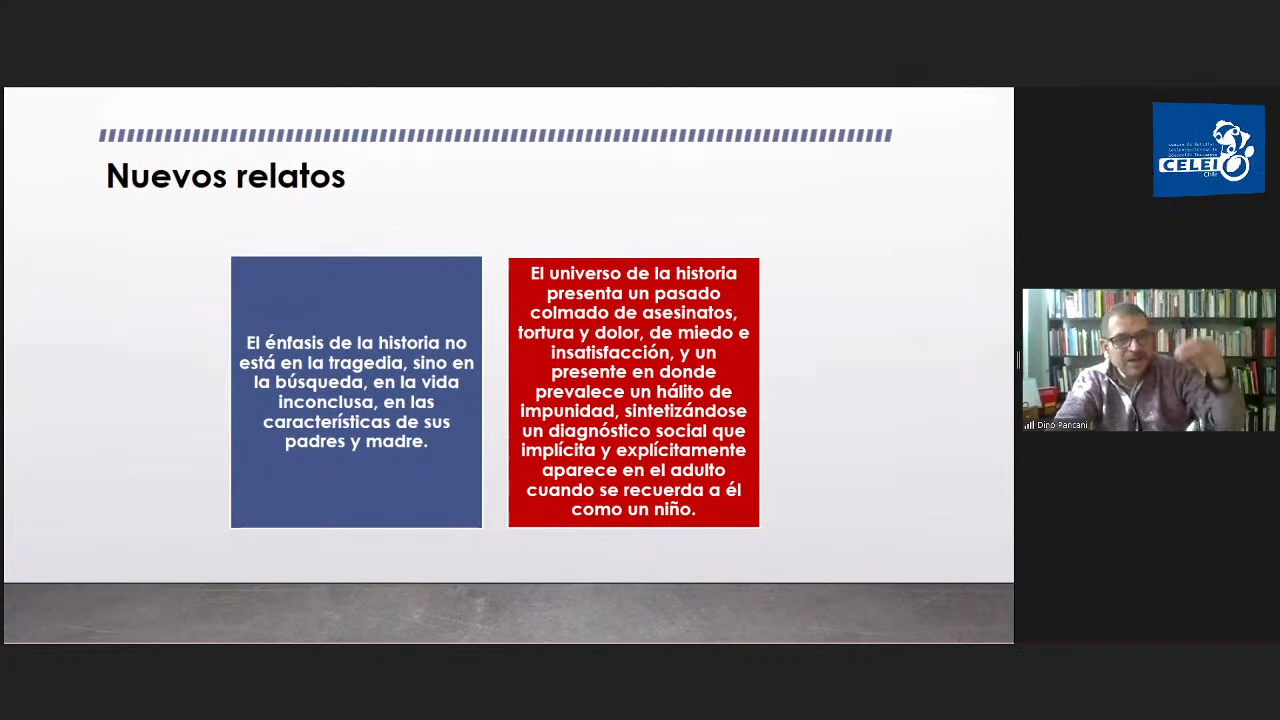 Nuevos relatos
El énfasis de la historia no
está en la tragedia, sino en
la búsqueda, en la vida
inconclusa, en las
características de sus
padres y madre.
El universo de la historia
presenta un pasado
colmado de asesinatos,
tortura y dolor, de miedo e
insatisfacción, y un
presente en donde
prevalece un hálito de
impunidad, sintetizándose
un diagnóstico social que
implícita y explícitamente
aparece en el adulto
cuando se recuerda a él
como un niño.
CELEI
Chile
Dino Pancani